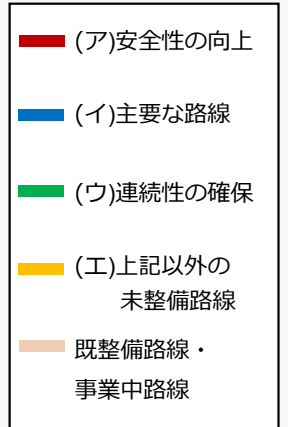 (ア)安全性の向上
(イ)主要な路線
(ウ)連続性の確保
(エ)上記以外の
未整備路線
既整備路線・
事業中路線